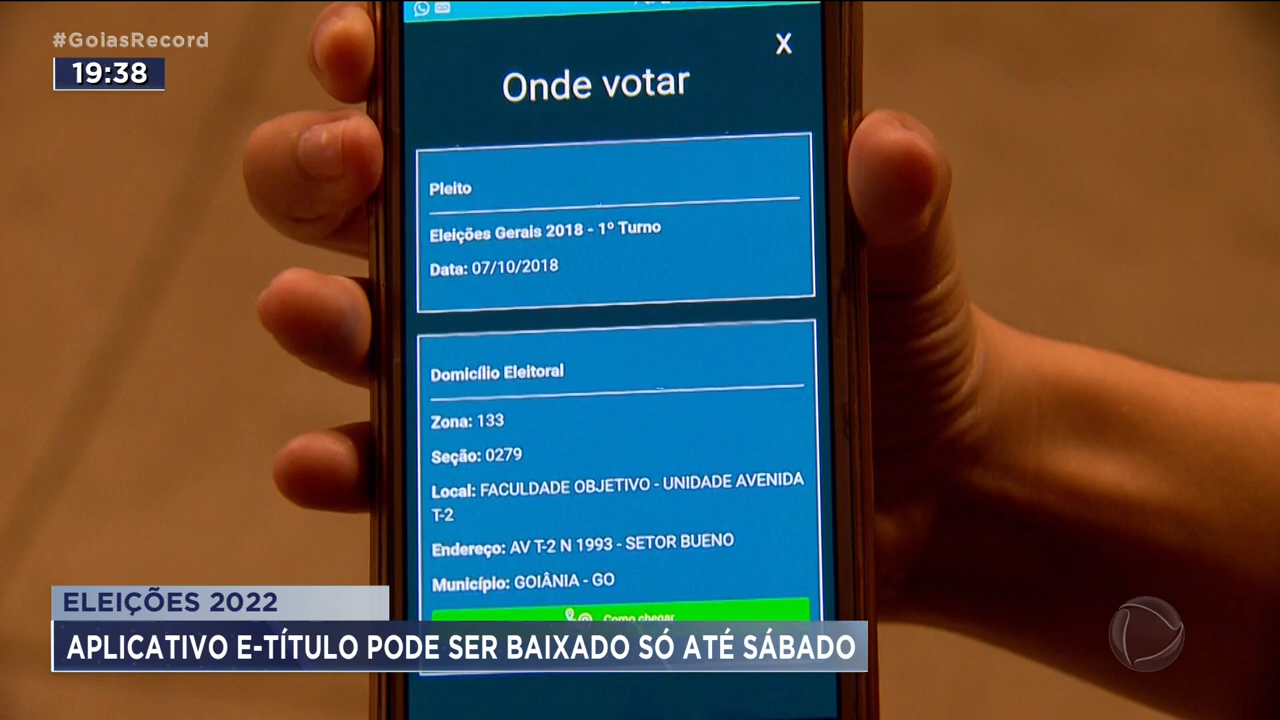 #GoiasRecord
19:38
X
Onde votar
Pleito
Eleições Gerais 2018 - 1º Turno
Data: 07/10/2018
Domicílio Eleitoral
Zona: 133
Seção: 0279
Local: FACULDADE OBJETIVO - UNIDADE AVENIDA
T-2
Endereço: AV T-2 N 1993 - SETOR BUENO
Município: GOIÂNIA - GO
Como chegar
ELEIÇÕES 2022
APLICATIVO E-TÍTULO PODE SER BAIXADO SÓ ATÉ SÁBADO